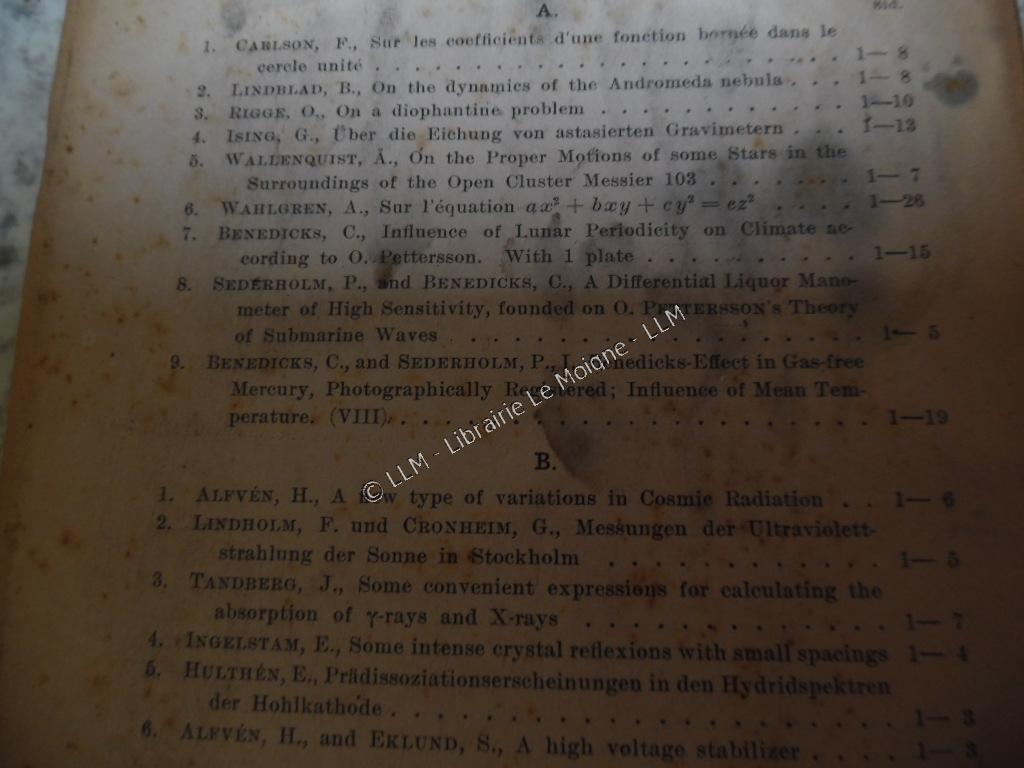 A.
Sid.
1. CARLSON, F., Sur les coefficients d'une fonction bornée dans le
cercle unité . . . . . . . . . . . . . . . . . . . . 1— 8
2. LINDBLAD, B., On the dynamics of the Andromeda nebula . . . 1— 8
3. RIGGE, O., On a diophantine problem . . . . . . . . . . . 1—10
4. ISING, G., Über die Eichung von astasierten Gravimetern . . . 1—13
5. WALLENQUIST, Å., On the Proper Motions of some Stars in the
Surroundings of the Open Cluster Messier 103 . . . . . . . 1— 7
6. WAHLGREN, A., Sur l'équation ax² + bxy + cy² = ez² . . . . 1—26
7. BENEDICKS, C., Influence of Lunar Periodicity on Climate ac-
cording to O. Pettersson. With 1 plate . . . . . . . . . . 1—15
8. SEDERHOLM, P., and BENEDICKS, C., A Differential Liquor Mano-
meter of High Sensitivity, founded on O. PETTERSSON's Theory
of Submarine Waves . . . . . . . . . . . . . . . . . 1— 5
9. BENEDICKS, C., and SEDERHOLM, P., Benedicks-Effect in Gas-free
Mercury, Photographically Registered; Influence of Mean Tem-
perature. (VIII). . . . . . . . . . . . . . . . . . . 1—19
© LLM - Librairie Le Moigne - LLM
B.
1. ALFVÉN, H., A new type of variations in Cosmic Radiation . . 1— 6
2. LINDHOLM, F. und CRONHEIM, G., Messungen der Ultraviolett-
strahlung der Sonne in Stockholm . . . . . . . . . . . . 1— 5
3. TANDBERG, J., Some convenient expressions for calculating the
absorption of γ-rays and X-rays . . . . . . . . . . . . . 1— 7
4. INGELSTAM, E., Some intense crystal reflexions with small spacings 1— 4
5. HULTHÉN, E., Prädissoziationserscheinungen in den Hydridspektren
der Hohlkathode . . . . . . . . . . . . . . . . . . . 1— 3
6. ALFVÉN, H., and EKLUND, S., A high voltage stabilizer . . . . 1— 3